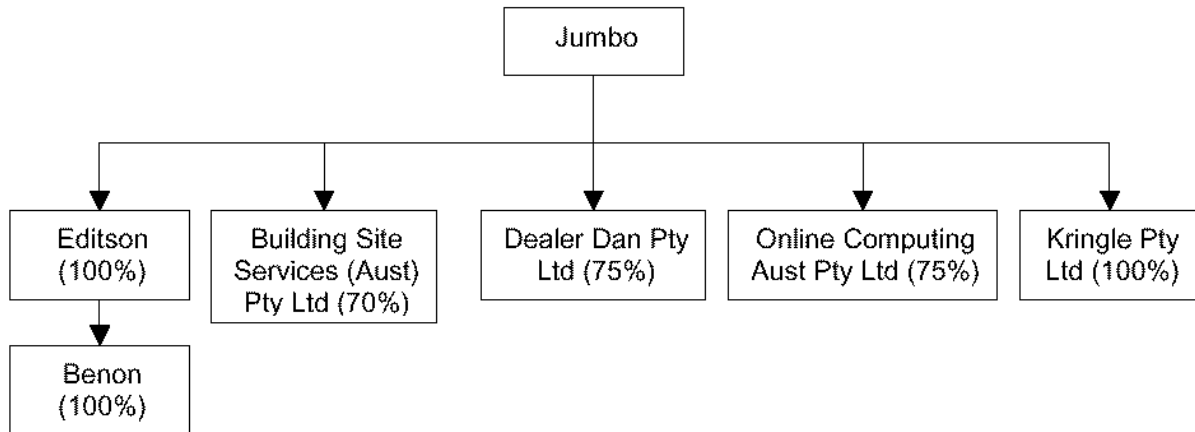 Jumbo
Editson
(100%)
Building Site
Services (Aust)
Pty Ltd (70%)
Dealer Dan Pty
Ltd (75%)
Online Computing
Aust Pty Ltd (75%)
Kringle Pty
Ltd (100%)
Benon
(100%)